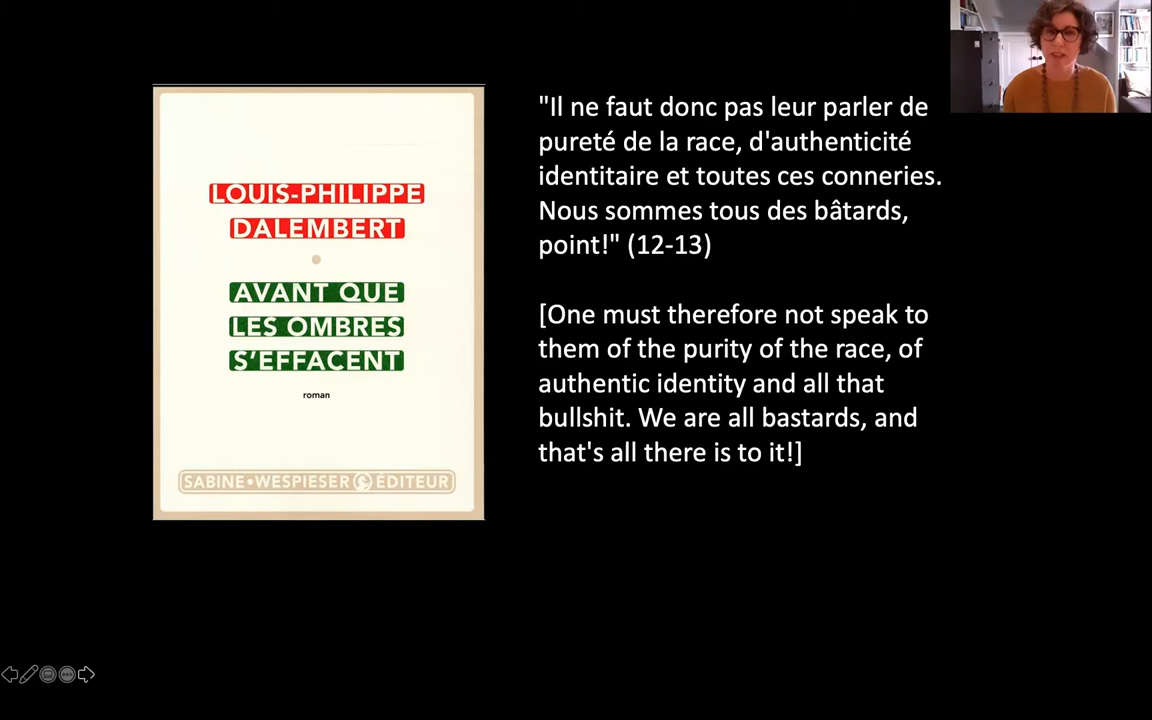 LOUIS-PHILIPPE
DALEMBERT
AVANT QUE
LES OMBRES
S'EFFACENT
roman
SABINE•WESPIESER ÉDITEUR
"Il ne faut donc pas leur parler de
pureté de la race, d'authenticité
identitaire et toutes ces conneries.
Nous sommes tous des bâtards,
point!" (12-13)
[One must therefore not speak to
them of the purity of the race, of
authentic identity and all that
bullshit. We are all bastards, and
that's all there is to it!]